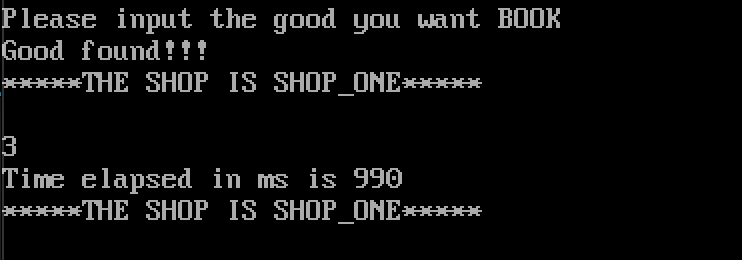 Please input the good you want BOOK
Good found!!!
*****THE SHOP IS SHOP_ONE*****
3
Time elapsed in ms is 990
*****THE SHOP IS SHOP_ONE*****